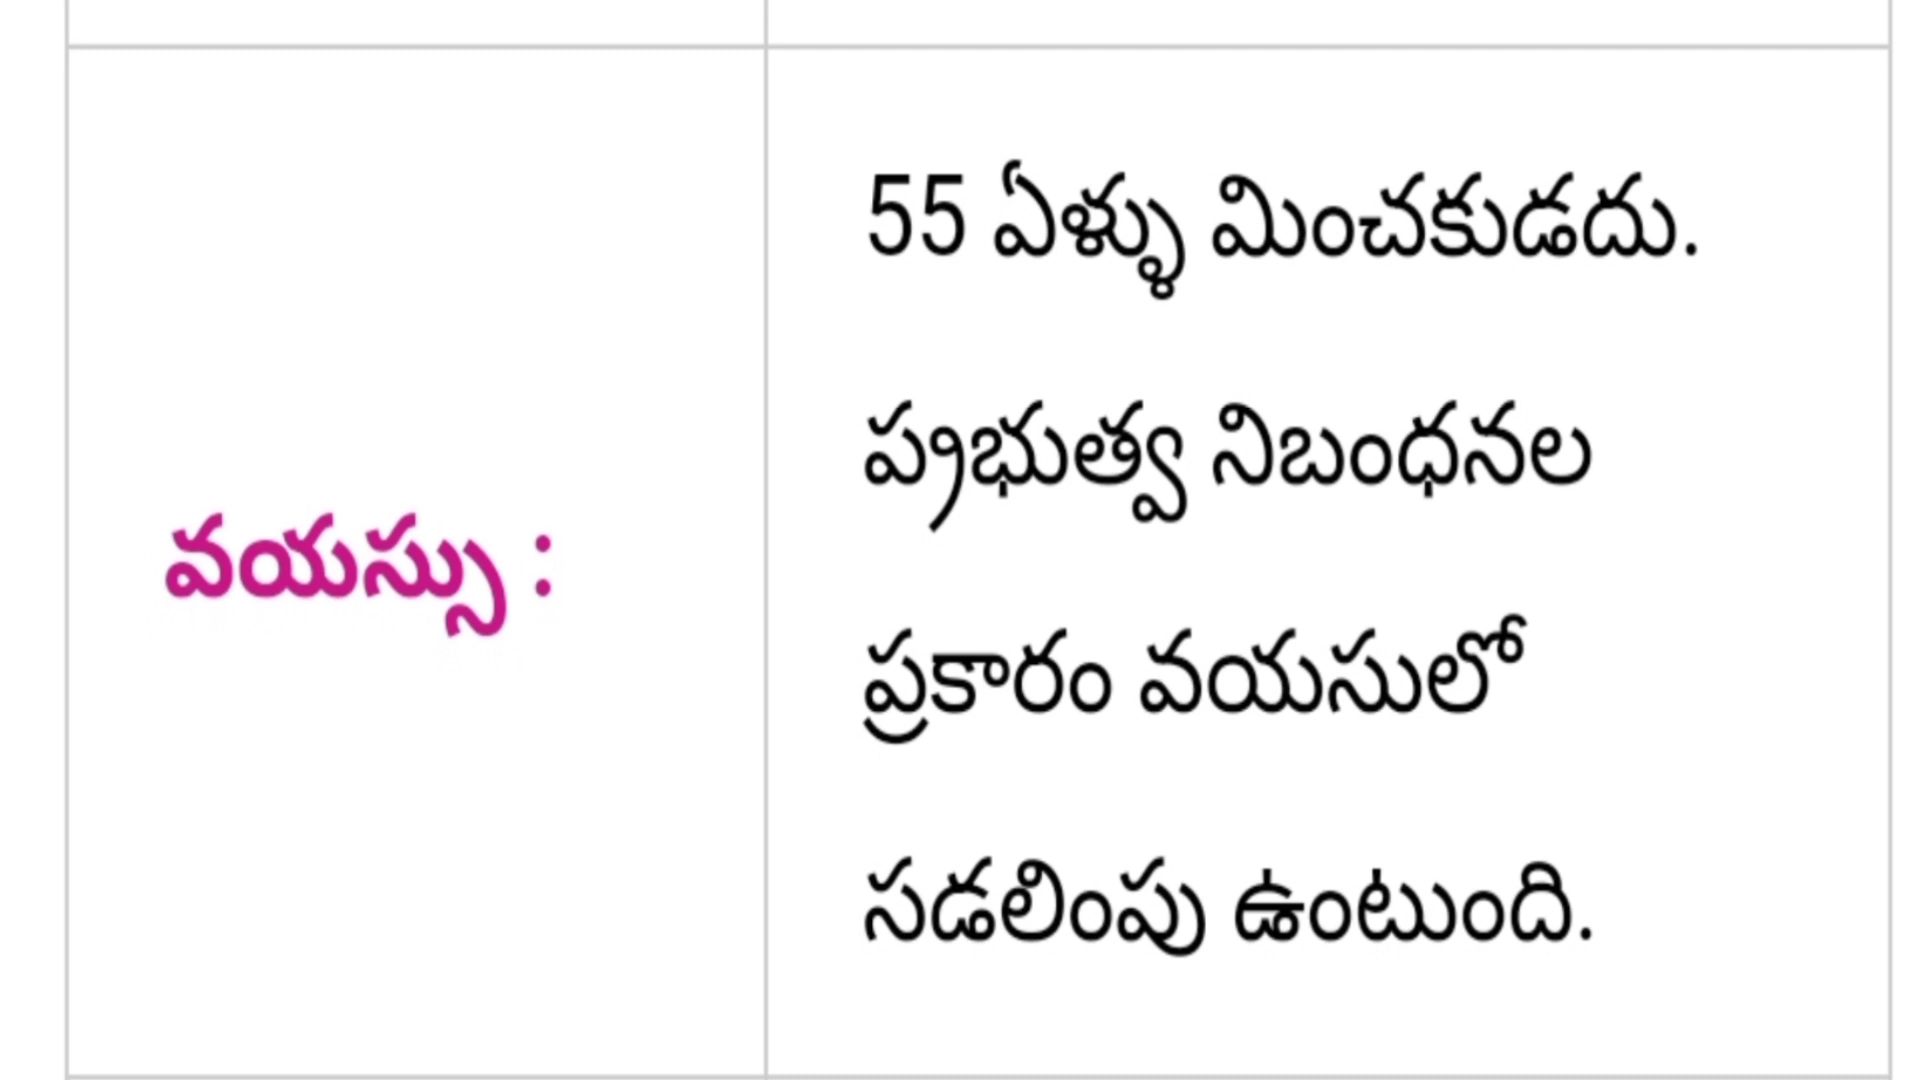 వయస్సు :
55 ఏళ్ళు మించకుడదు.
ప్రభుత్వ నిబంధనల
ప్రకారం వయసులో
సడలింపు ఉంటుంది.